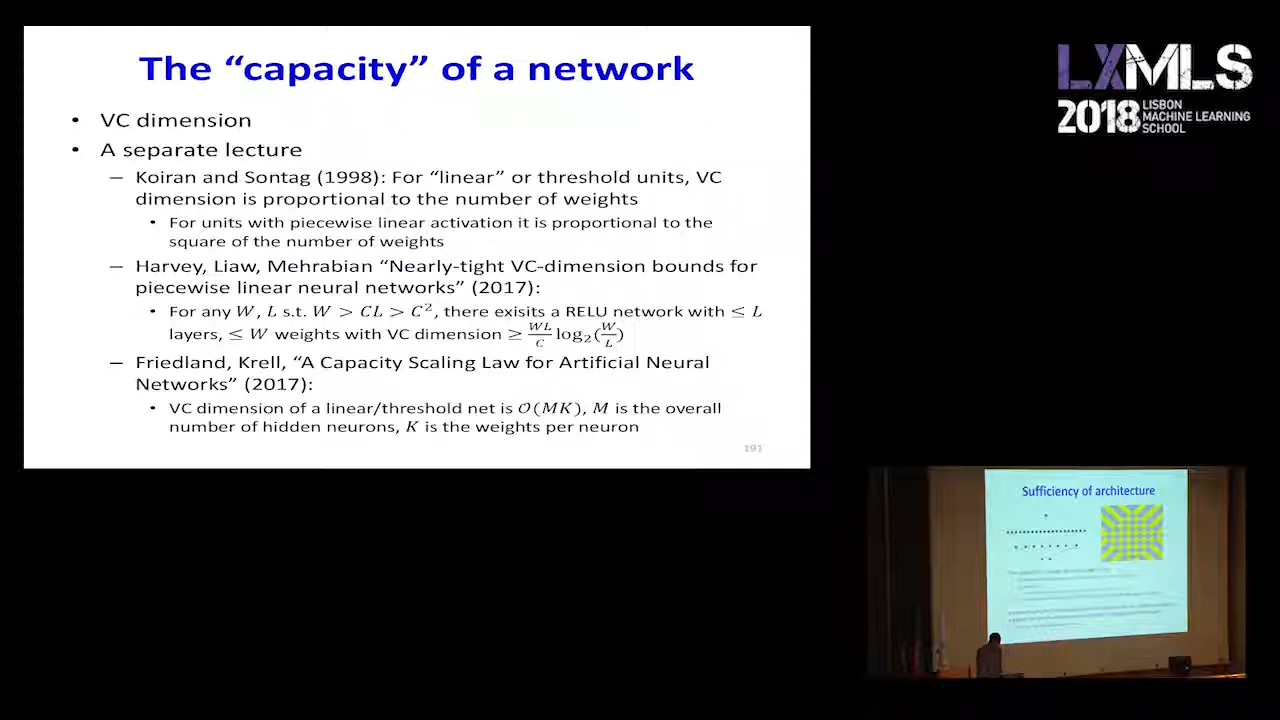 The “capacity” of a network
• VC dimension
• A separate lecture
– Koiran and Sontag (1998): For “linear” or threshold units, VC
dimension is proportional to the number of weights
• For units with piecewise linear activation it is proportional to the
square of the number of weights
– Harvey, Liaw, Mehrabian “Nearly-tight VC-dimension bounds for
piecewise linear neural networks” (2017):
• For any W, L s.t. W > CL > C², there exisits a RELU network with ≤ L
layers, ≤ W weights with VC dimension ≥ WL/C log₂(W/L)
– Friedland, Krell, “A Capacity Scaling Law for Artificial Neural
Networks” (2017):
• VC dimension of a linear/threshold net is O(MK), M is the overall
number of hidden neurons, K is the weights per neuron
191
LXMLS
2018 LISBON
MACHINE LEARNING
SCHOOL
Sufficiency of architecture